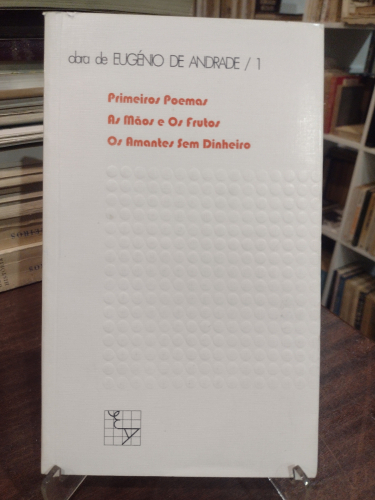 obra de EUGÉNIO DE ANDRADE / 1
Primeiros Poemas
As Mãos e Os Frutos
Os Amantes Sem Dinheiro